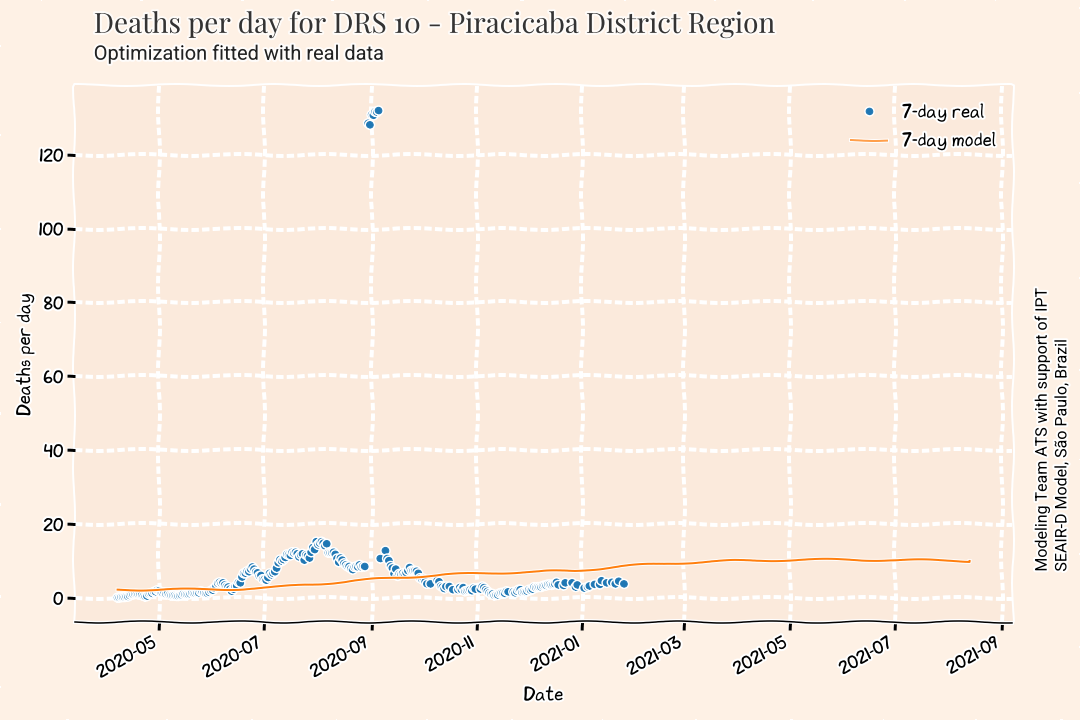 Deaths per day for DRS 10 - Piracicaba District Region
Optimization fitted with real data
7-day real
7-day model
Deaths per day
120
100
80
60
40
20
0
2020-05
2020-07
2020-09
2020-11
2021-01
2021-03
2021-05
2021-07
2021-09
Date
Modeling Team ATS with support of IPT
SEAIR-D Model, São Paulo, Brazil